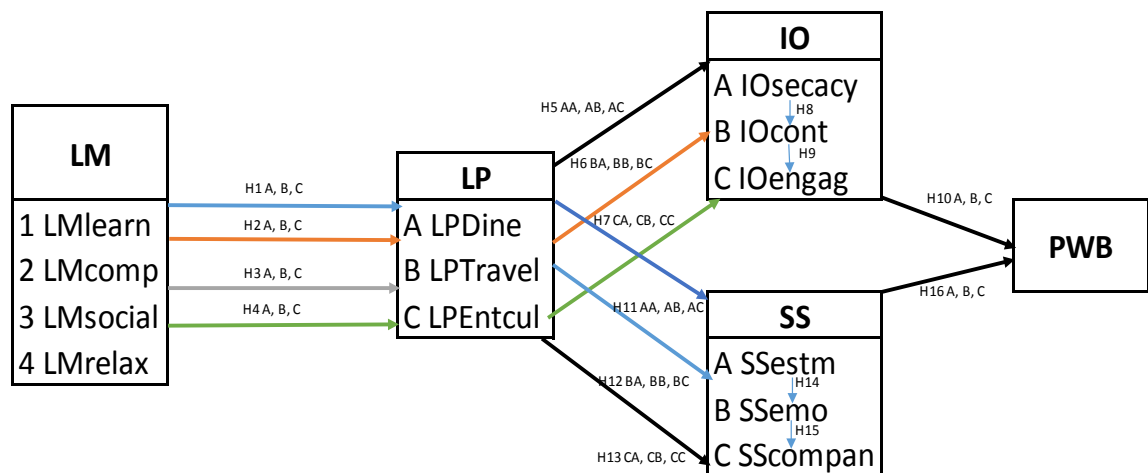 LM
1 LMlearn
2 LMcomp
3 LMsocial
4 LMrelax
H1 A, B, C
H2 A, B, C
H3 A, B, C
H4 A, B, C
LP
A LPDine
B LPTravel
C LPEntcul
H5 AA, AB, AC
H6 BA, BB, BC
H7 CA, CB, CC
H11 AA, AB, AC
H12 BA, BB, BC
H13 CA, CB, CC
IO
A IOsecacy
H8
B IOcont
H9
C IOengag
SS
A SSestm
H14
B SSemo
H15
C SScompan
H10 A, B, C
H16 A, B, C
PWB